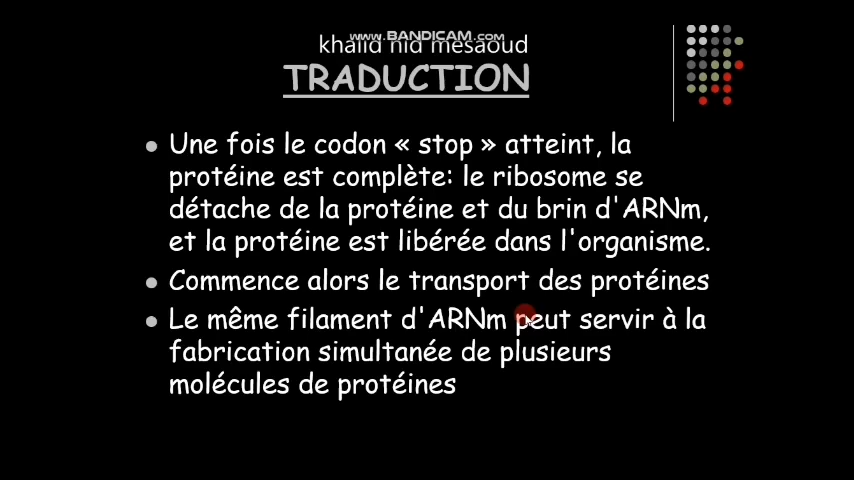 www.BANDICAM.com
khalid nid mesaoud
TRADUCTION
Une fois le codon « stop » atteint, la
protéine est complète: le ribosome se
détache de la protéine et du brin d'ARNm,
et la protéine est libérée dans l'organisme.
Commence alors le transport des protéines
Le même filament d'ARNm peut servir à la
fabrication simultanée de plusieurs
molécules de protéines